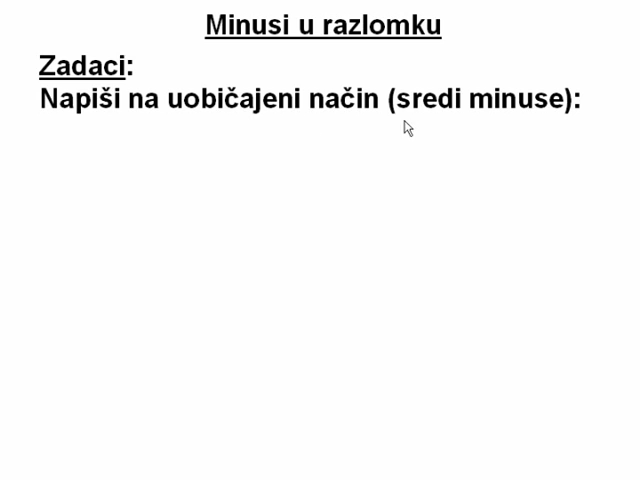 Minusi u razlomku
Zadaci:
Napiši na uobičajeni način (sredi minuse):